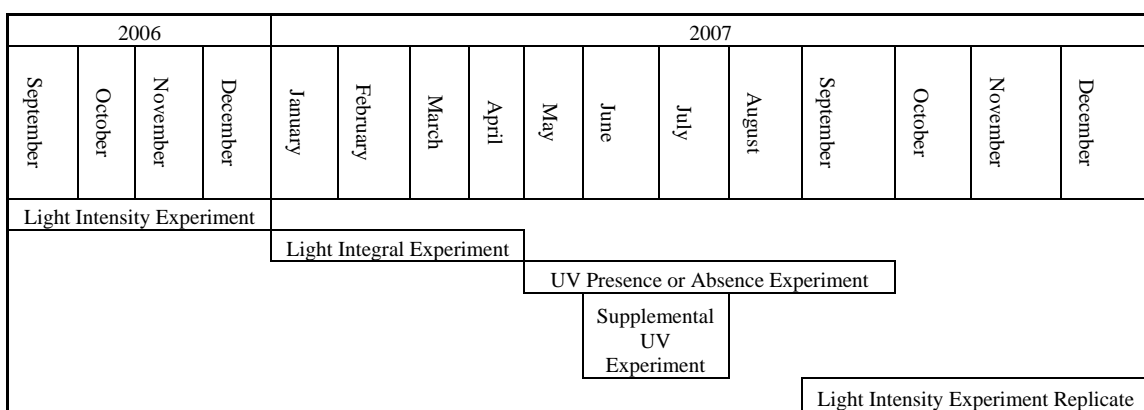 2006 2007
September October November December January February March April May June July August September October November December
Light Intensity Experiment
Light Integral Experiment
UV Presence or Absence Experiment
Supplemental
UV
Experiment
Light Intensity Experiment Replicate